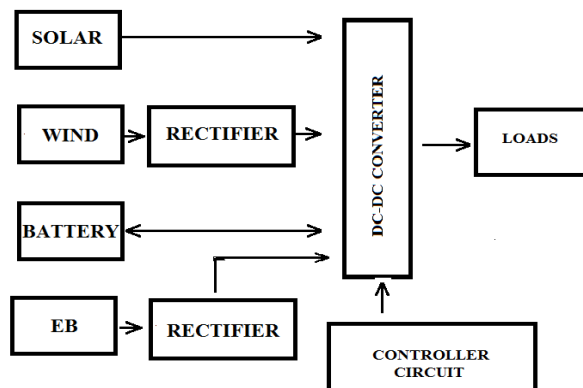 SOLAR
WIND
RECTIFIER
BATTERY
EB
RECTIFIER
DC-DC CONVERTER
LOADS
CONTROLLER
CIRCUIT